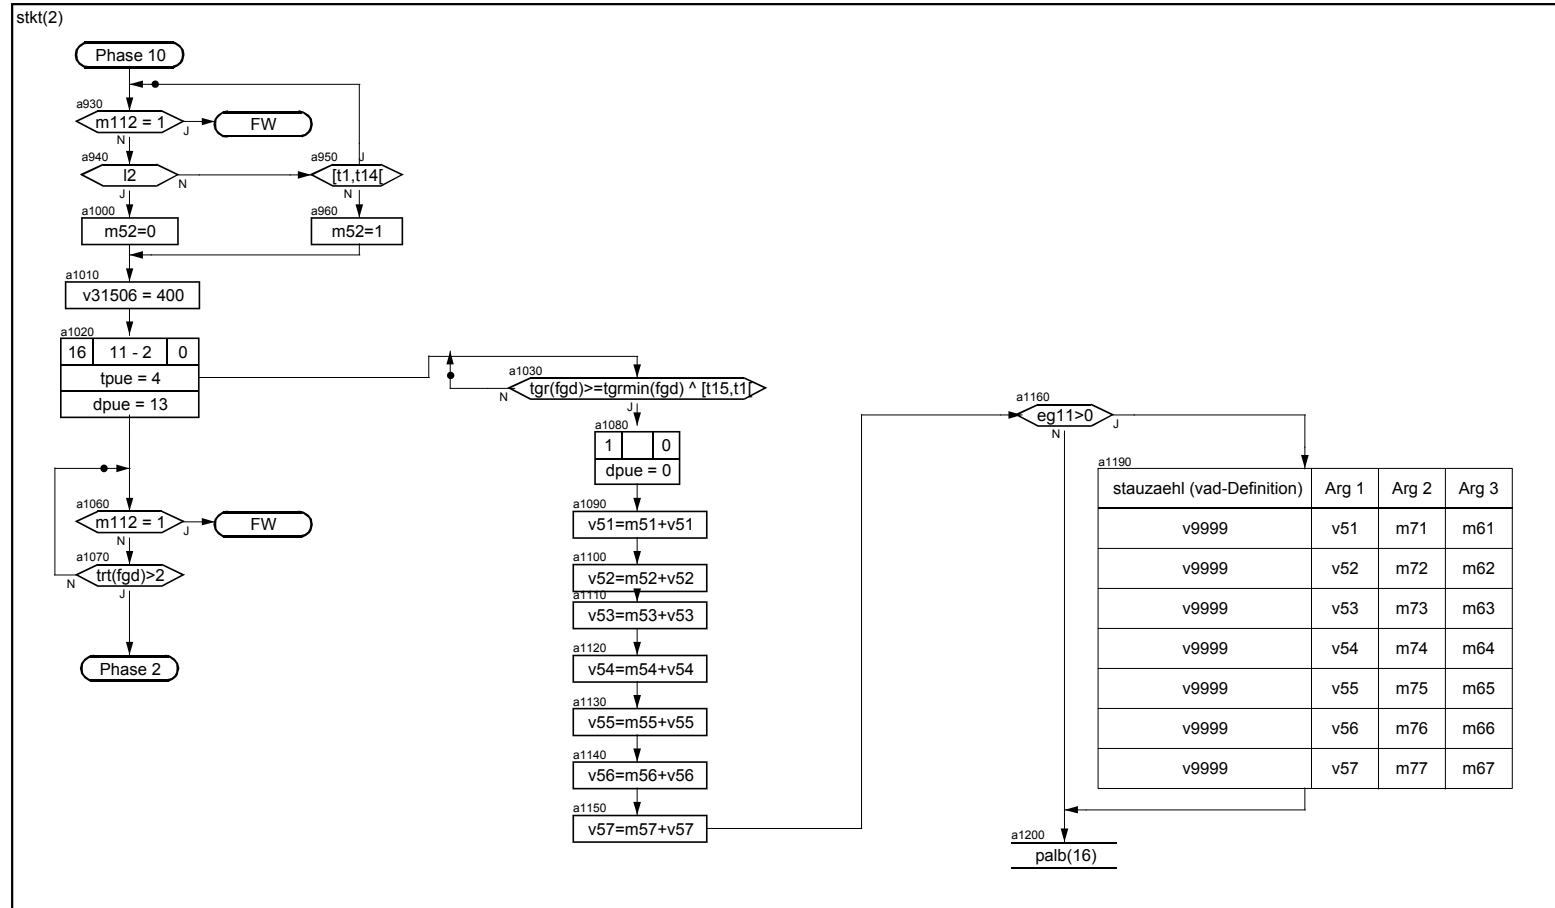 stkt(2)
Phase 10
a930
m112 = 1
J
FW
N
a940
l2
N
J
a950
J
[t1,t14[
N
a1000
m52=0
a960
m52=1
a1010
v31506 = 400
a1020
16 11 - 2 0
tpue = 4
dpue = 13
a1060
m112 = 1
J
FW
N
a1070
trt(fgd)>2
N
J
Phase 2
a1030
tgr(fgd)>=tgrmin(fgd) ^ [t15,t1[
N
J
a1080
1 0
dpue = 0
a1090
v51=m51+v51
a1100
v52=m52+v52
a1110
v53=m53+v53
a1120
v54=m54+v54
a1130
v55=m55+v55
a1140
v56=m56+v56
a1150
v57=m57+v57
a1160
eg11>0
J
N
a1190
stauzaehl (vad-Definition) Arg 1 Arg 2 Arg 3
v9999 v51 m71 m61
v9999 v52 m72 m62
v9999 v53 m73 m63
v9999 v54 m74 m64
v9999 v55 m75 m65
v9999 v56 m76 m66
v9999 v57 m77 m67
a1200
palb(16)